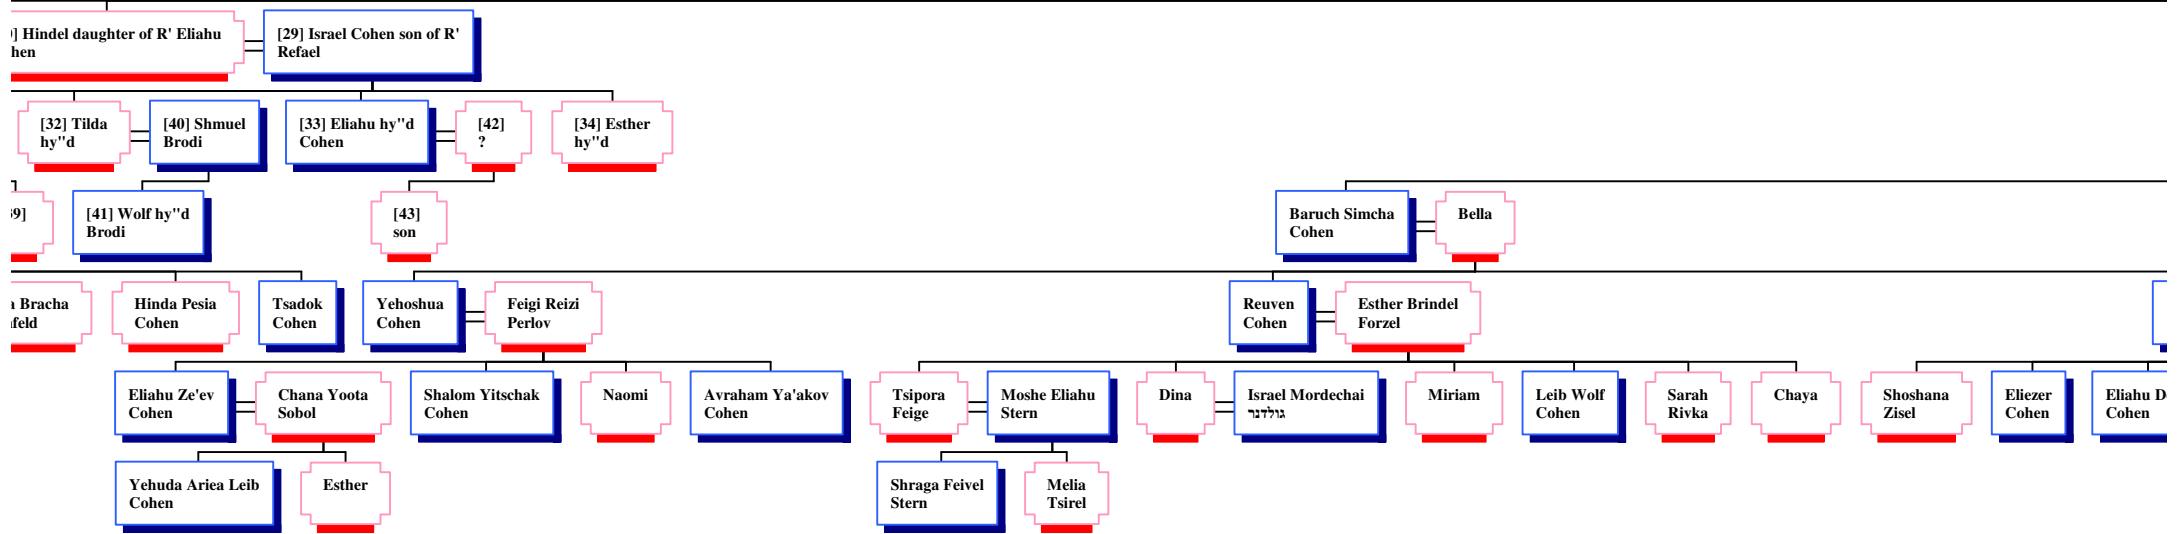 Hindel daughter of R' Eliahu
[29] Israel Cohen son of R'
Refael
[32] Tilda
hy"d
[40] Shmuel
Brodi
[33] Eliahu hy"d
Cohen
[42]
?
[34] Esther
hy"d
[41] Wolf hy"d
Brodi
[43]
son
Baruch Simcha
Cohen
Bella
Bracha
Hinda Pesia
Cohen
Tsadok
Cohen
Yehoshua
Cohen
Feigi Reizi
Perlov
Reuven
Cohen
Esther Brindel
Forzel
Eliahu Ze'ev
Cohen
Chana Yoota
Sobol
Shalom Yitschak
Cohen
Naomi
Avraham Ya'akov
Cohen
Tsipora
Feige
Moshe Eliahu
Stern
Dina
Israel Mordechai
גולדנר
Miriam
Leib Wolf
Cohen
Sarah
Rivka
Chaya
Shoshana
Zisel
Eliezer
Cohen
Eliahu
Cohen
Yehuda Ariea Leib
Cohen
Esther
Shraga Feivel
Stern
Melia
Tsirel